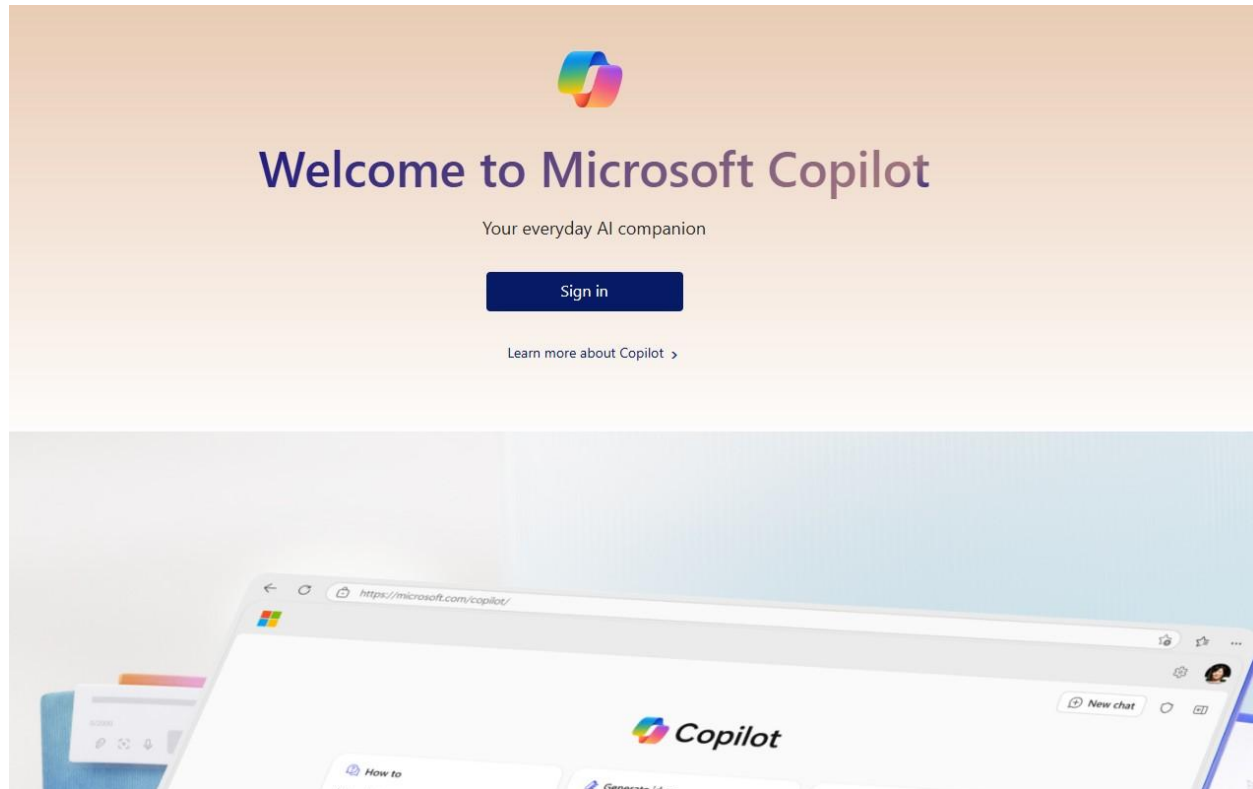 Welcome to Microsoft Copilot
Your everyday AI companion
Sign in
Learn more about Copilot >
https://microsoft.com/copilot/
New chat
Copilot
How to
Generate